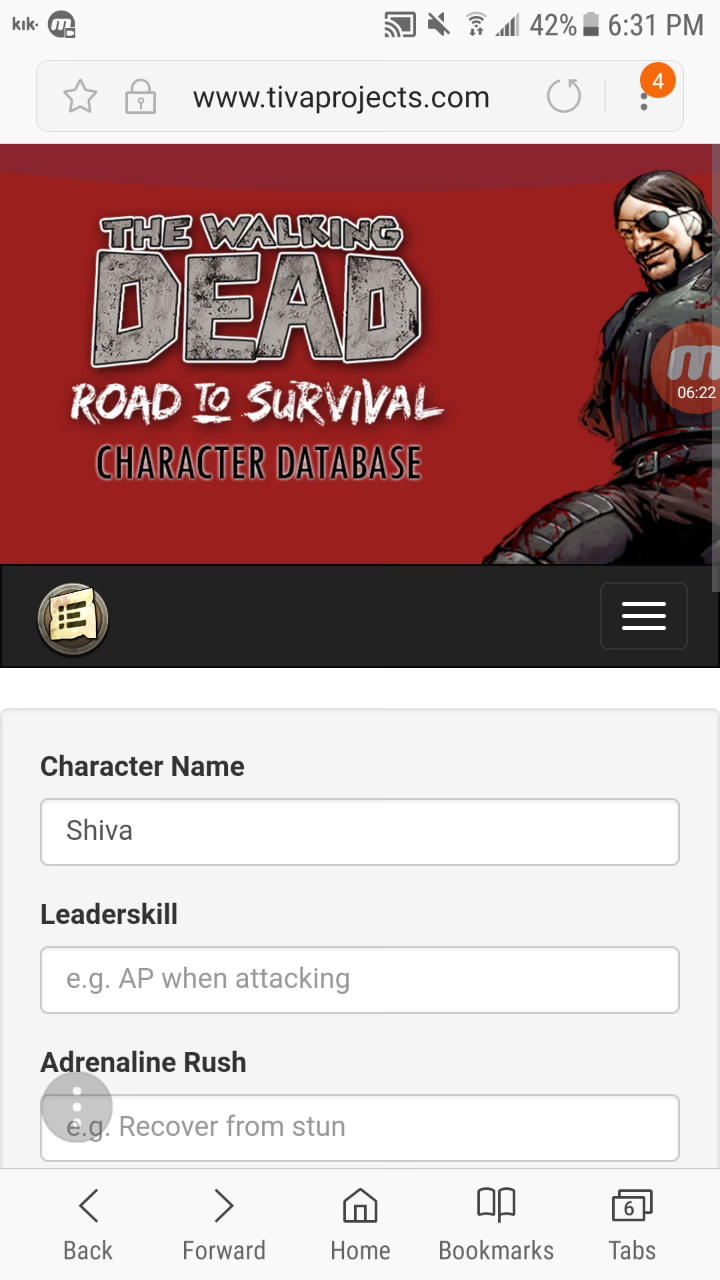 kik·
42% 6:31 PM
www.tivaprojects.com
4
THE WALKING
DEAD
ROAD TO SURVIVAL
CHARACTER DATABASE
m
06:22
Character Name
Shiva
Leaderskill
e.g. AP when attacking
Adrenaline Rush
e.g. Recover from stun
6
Back Forward Home Bookmarks Tabs